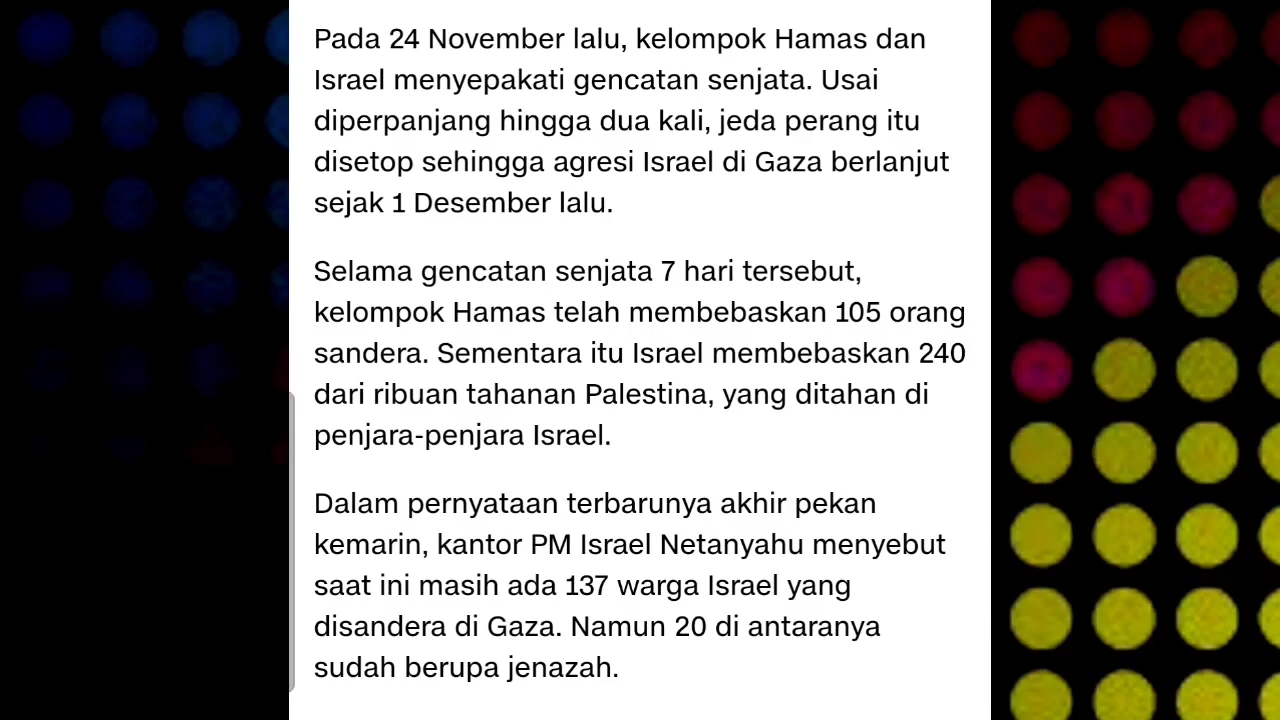 Pada 24 November lalu, kelompok Hamas dan
Israel menyepakati gencatan senjata. Usai
diperpanjang hingga dua kali, jeda perang itu
disetop sehingga agresi Israel di Gaza berlanjut
sejak 1 Desember lalu.
Selama gencatan senjata 7 hari tersebut,
kelompok Hamas telah membebaskan 105 orang
sandera. Sementara itu Israel membebaskan 240
dari ribuan tahanan Palestina, yang ditahan di
penjara-penjara Israel.
Dalam pernyataan terbarunya akhir pekan
kemarin, kantor PM Israel Netanyahu menyebut
saat ini masih ada 137 warga Israel yang
disandera di Gaza. Namun 20 di antaranya
sudah berupa jenazah.